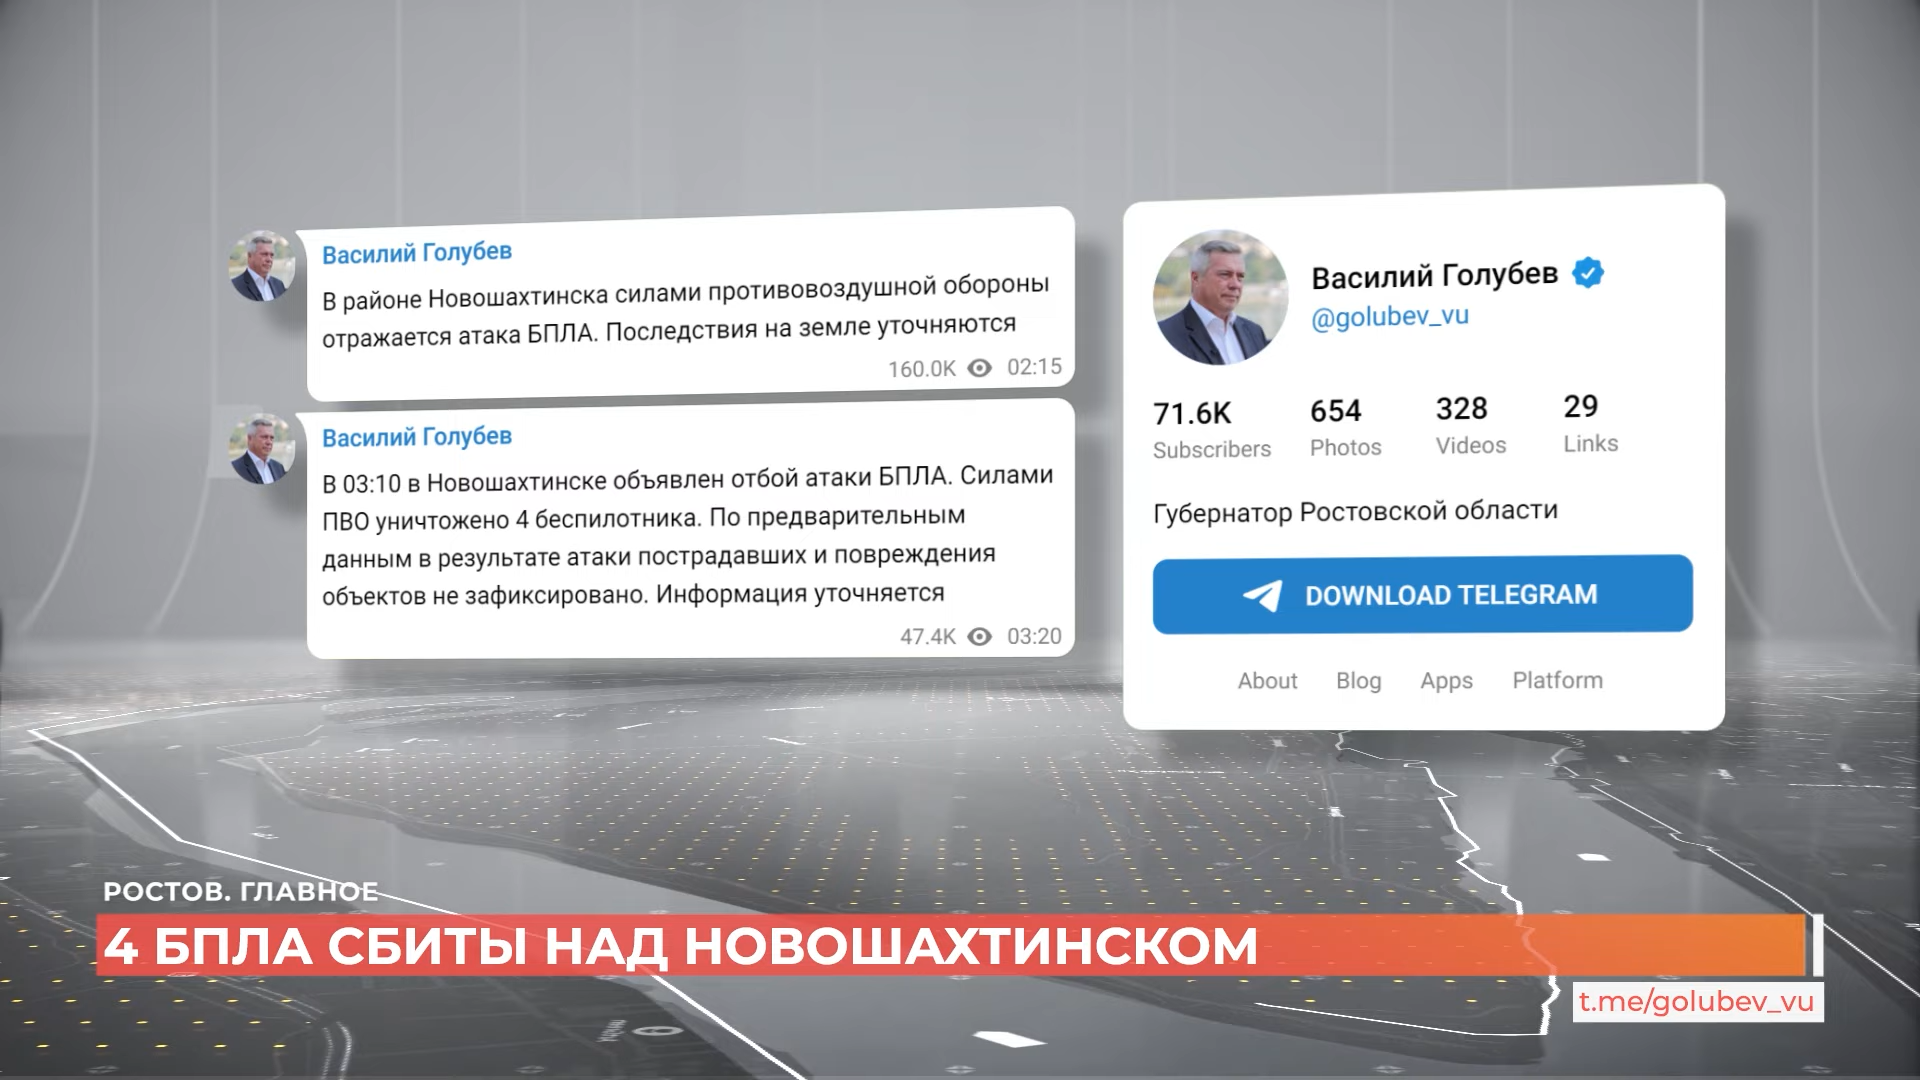 Василий Голубев
В районе Новошахтинска силами противовоздушной обороны
отражается атака БПЛА. Последствия на земле уточняются
160.0K 02:15
Василий Голубев
В 03:10 в Новошахтинске объявлен отбой атаки БПЛА. Силами
ПВО уничтожено 4 беспилотника. По предварительным
данным в результате атаки пострадавших и повреждения
объектов не зафиксировано. Информация уточняется
47.4K 03:20
Василий Голубев
@golubev_vu
71.6K 654 328 29
Subscribers Photos Videos Links
Губернатор Ростовской области
DOWNLOAD TELEGRAM
About Blog Apps Platform
РОСТОВ. ГЛАВНОЕ
4 БПЛА СБИТЫ НАД НОВОШАХТИНСКОМ
t.me/golubev_vu